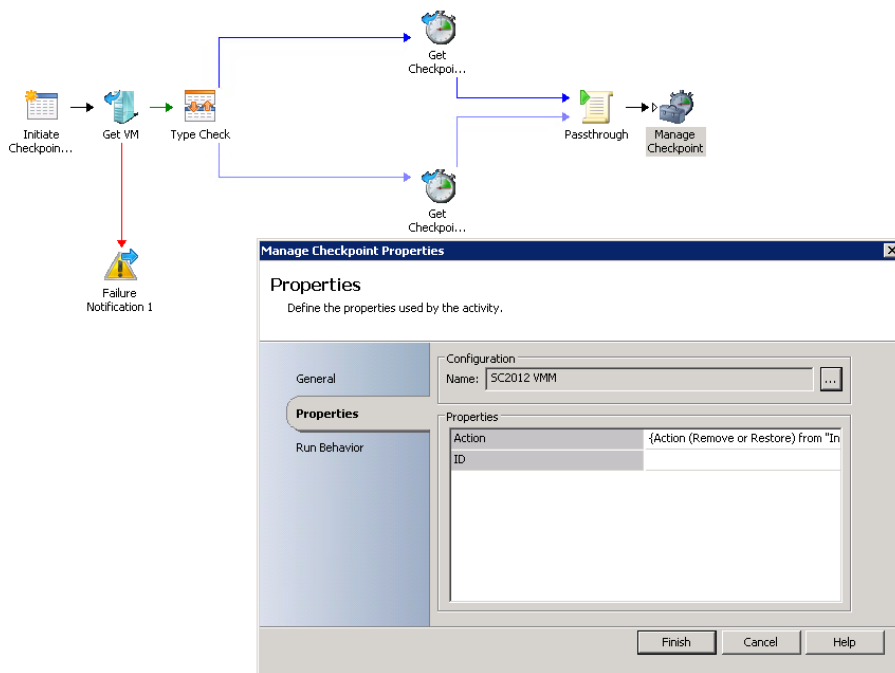 Get
Checkpoi...
Initiate
Checkpoin...
Get VM
Type Check
Passthrough
Manage
Checkpoint
Get
Checkpoi...
Failure
Notification 1
Manage Checkpoint Properties
Properties
Define the properties used by the activity.
General
Properties
Run Behavior
Configuration
Name: SC2012 VMM
...
Properties
Action {Action (Remove or Restore) from "In
ID
Finish Cancel Help